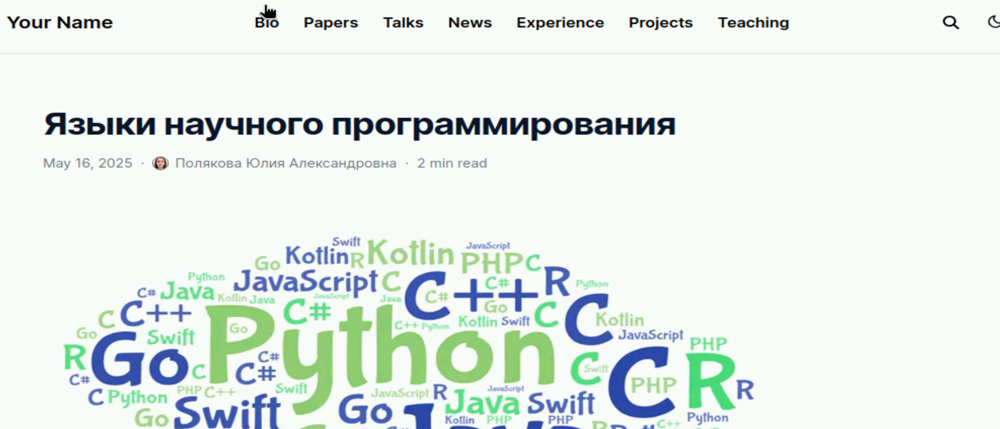 Your Name Bio Papers Talks News Experience Projects Teaching
Языки научного программирования
May 16, 2025 · Полякова Юлия Александровна · 2 min read
Swift
Kotlin R Kotlin JavaScript
Go PHP C
Python JavaScript C C++ C# R Python
C# Java Kotlin Java JavaScript Java C#
C C++ C# Go C C Kotlin
Python Go C++ Python Kotlin Swift JavaScript
Go Swift PHP
R Go C C# C# C Swift C PHP R R
C# Swift JavaScript R JavaScript
C Python PHP C++ Java Swift
Go Swift Go Kotlin PHP PHP C++ Python